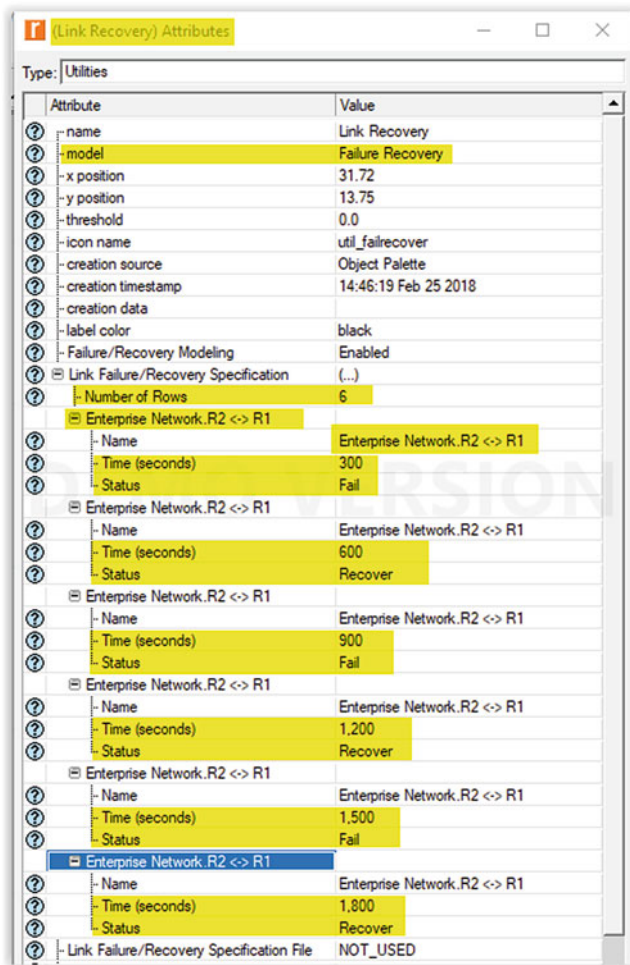 (Link Recovery) Attributes
Type: Utilities
Attribute Value
name Link Recovery
model Failure Recovery
x position 31.72
y position 13.75
threshold 0.0
icon name util_failrecover
creation source Object Palette
creation timestamp 14:46:19 Feb 25 2018
creation data
label color black
Failure/Recovery Modeling Enabled
Link Failure/Recovery Specification (...)
Number of Rows 6
Enterprise Network.R2 <-> R1
Name Enterprise Network.R2 <-> R1
Time (seconds) 300
Status Fail
DEMO VERSION
Enterprise Network.R2 <-> R1
Name Enterprise Network.R2 <-> R1
Time (seconds) 600
Status Recover
Enterprise Network.R2 <-> R1
Name Enterprise Network.R2 <-> R1
Time (seconds) 900
Status Fail
Enterprise Network.R2 <-> R1
Name Enterprise Network.R2 <-> R1
Time (seconds) 1,200
Status Recover
Enterprise Network.R2 <-> R1
Name Enterprise Network.R2 <-> R1
Time (seconds) 1,500
Status Fail
Enterprise Network.R2 <-> R1
Name Enterprise Network.R2 <-> R1
Time (seconds) 1,800
Status Recover
Link Failure/Recovery Specification File NOT_USED